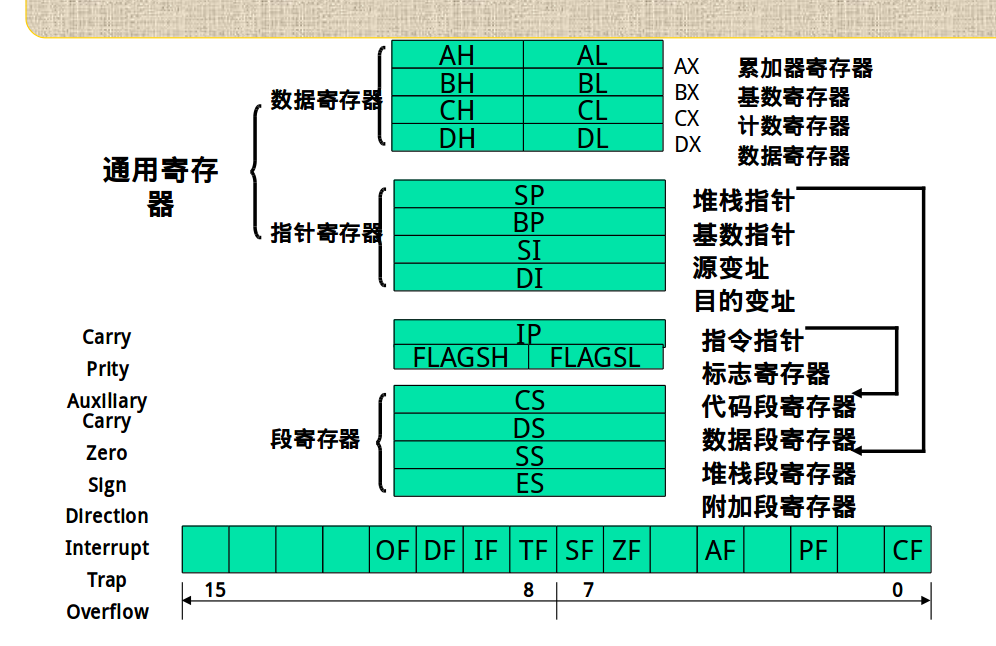 AH AL AX 累加器寄存器
BH BL BX 基数寄存器
数据寄存器
CH CL CX 计数寄存器
DH DL DX 数据寄存器
通用寄存
器
SP 堆栈指针
BP 基数指针
指针寄存器
SI 源变址
DI 目的变址
Carry IP 指令指针
Prity FLAGSH FLAGSL 标志寄存器
Auxiliary
Carry
CS 代码段寄存器
DS 数据段寄存器
段寄存器
Zero SS 堆栈段寄存器
Sign ES 附加段寄存器
Direction
Interrupt OF DF IF TF SF ZF AF PF CF
Trap 15 8 7 0
Overflow